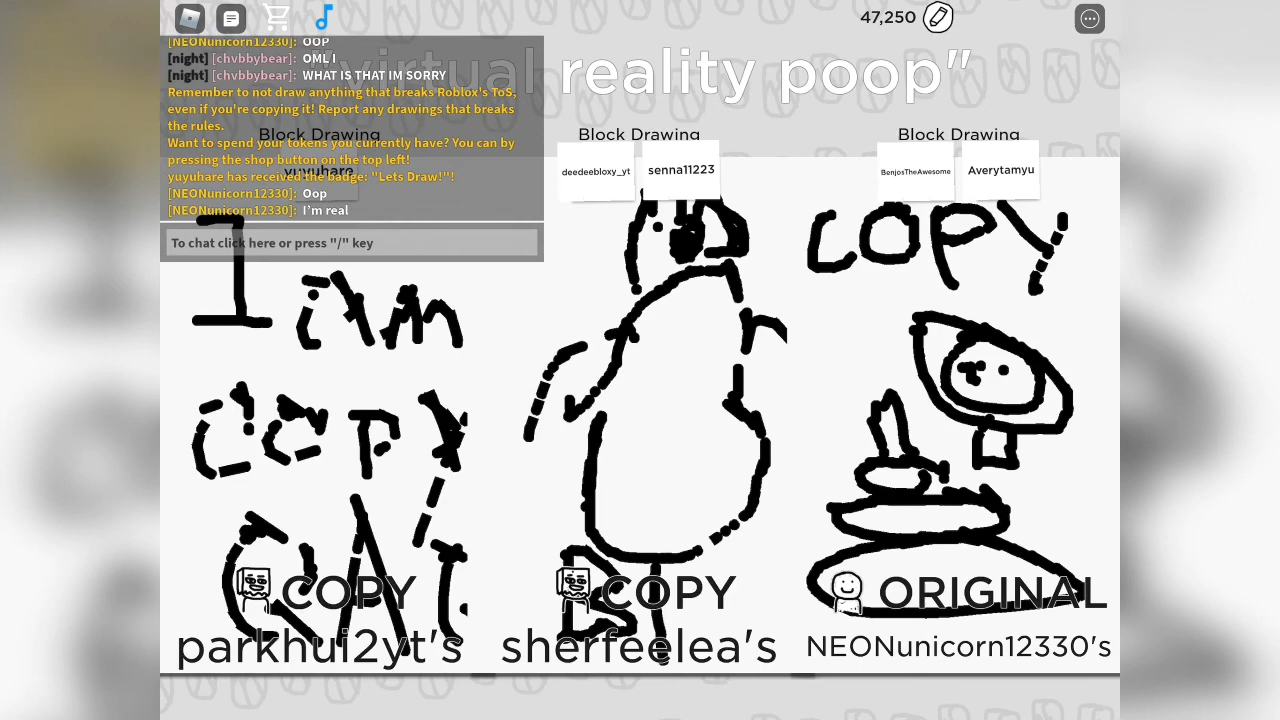 47,250
[NEONunicorn12330]: OOP
[night] [chvbbybear]: OML I
[night] [chvbbybear]: WHAT IS THAT IM SORRY
Remember to not draw anything that breaks Roblox's ToS,
even if you're copying it! Report any drawings that breaks
the rules.
Want to spend your tokens you currently have? You can by
pressing the shop button on the top left!
yuyuhare has received the badge: "Lets Draw!"!
[NEONunicorn12330]: Oop
[NEONunicorn12330]: I'm real
To chat click here or press "/" key
"virtual reality poop"
Block Drawing
yuyuhare
I Am
COPY
CAT
COPY
parkhui2yt's
Block Drawing
deedeebloxy_yt
senna11223
COPY
sherfeelea's
Block Drawing
BenjosTheAwesome
Averytamyu
COPY
ORIGINAL
NEONunicorn12330's